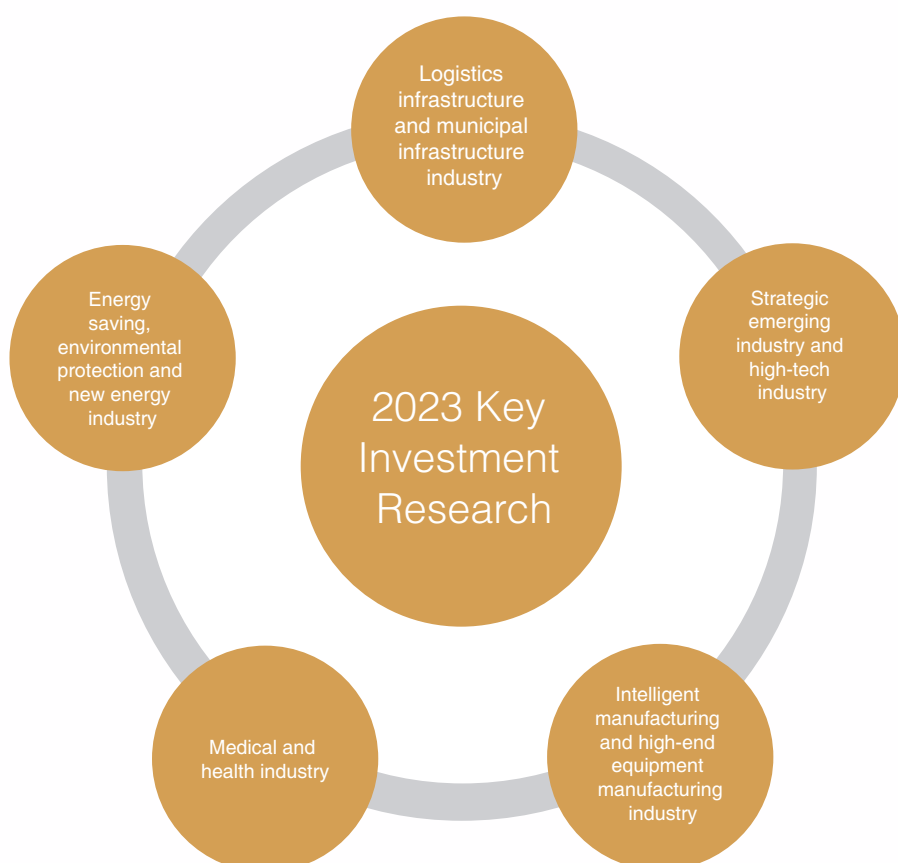 Logistics
infrastructure
and municipal
infrastructure
industry
Energy
saving,
environmental
protection and
new energy
industry
Strategic
emerging
industry and
high-tech
industry
2023 Key
Investment
Research
Medical and
health industry
Intelligent
manufacturing
and high-end
equipment
manufacturing
industry